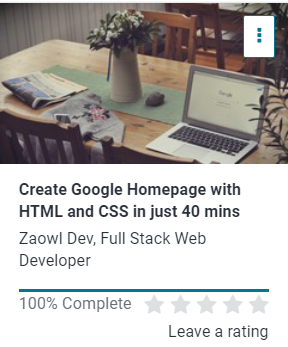 Google
Create Google Homepage with
HTML and CSS in just 40 mins
Zaowl Dev, Full Stack Web
Developer
100% Complete
Leave a rating